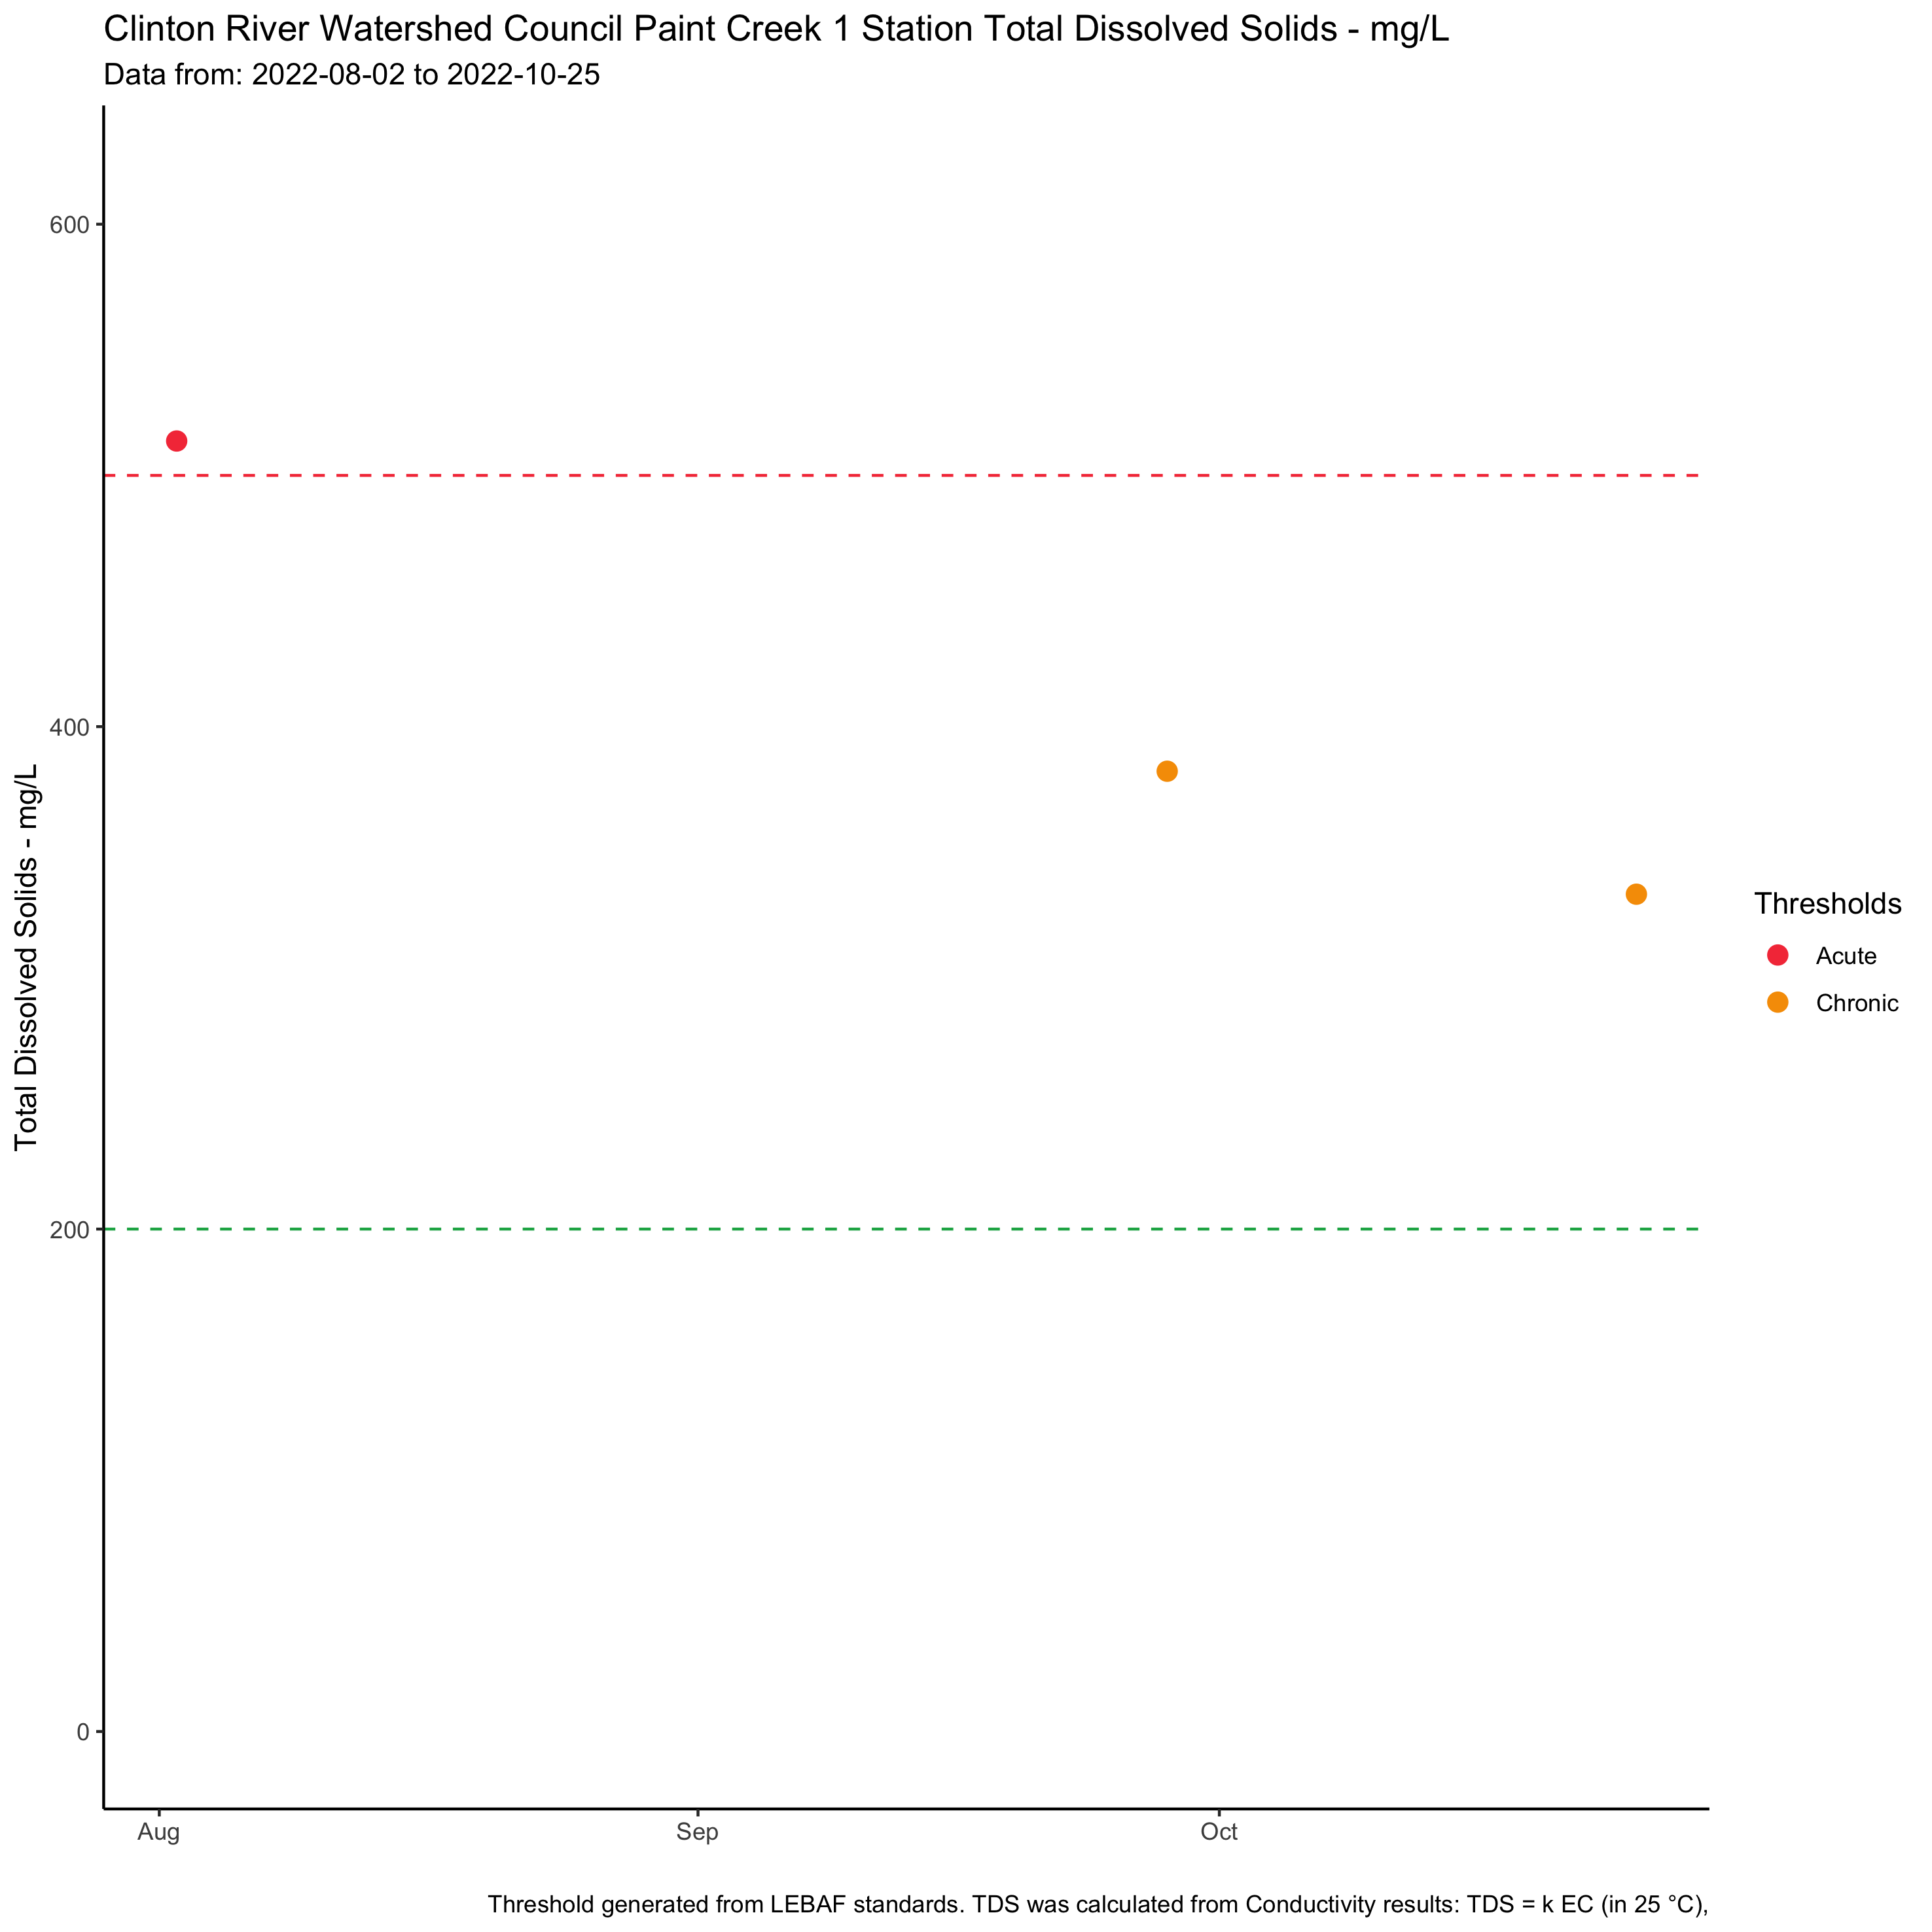 Clinton River Watershed Council Paint Creek 1 Station Total Dissolved Solids - mg/L
Data from: 2022-08-02 to 2022-10-25
600
400
200
0
Total Dissolved Solids - mg/L
Aug
Sep
Oct
Thresholds
Acute
Chronic
Threshold generated from LEBAF standards. TDS was calculated from Conductivity results: TDS = k EC (in 25 °C),